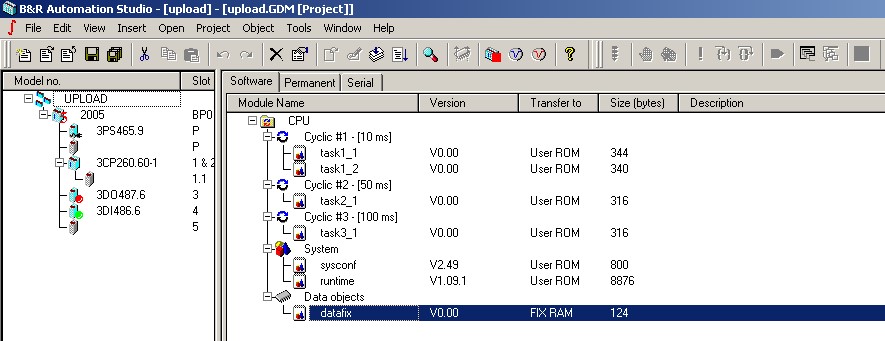 B&R Automation Studio - [upload] - [upload.GDM [Project]]
File Edit View Insert Open Project Object Tools Window Help
Model no. Slot
UPLOAD
2005 BP0
3PS465.9 P
P
3CP260.60-1 1 & 2
1.1
3DO487.6 3
3DI486.6 4
5
Software Permanent Serial
Module Name Version Transfer to Size (bytes) Description
CPU
Cyclic #1 - [10 ms]
task1_1 V0.00 User ROM 344
task1_2 V0.00 User ROM 340
Cyclic #2 - [50 ms]
task2_1 V0.00 User ROM 316
Cyclic #3 - [100 ms]
task3_1 V0.00 User ROM 316
System
sysconf V2.49 User ROM 800
runtime V1.09.1 User ROM 8876
Data objects
datafix V0.00 FIX RAM 124